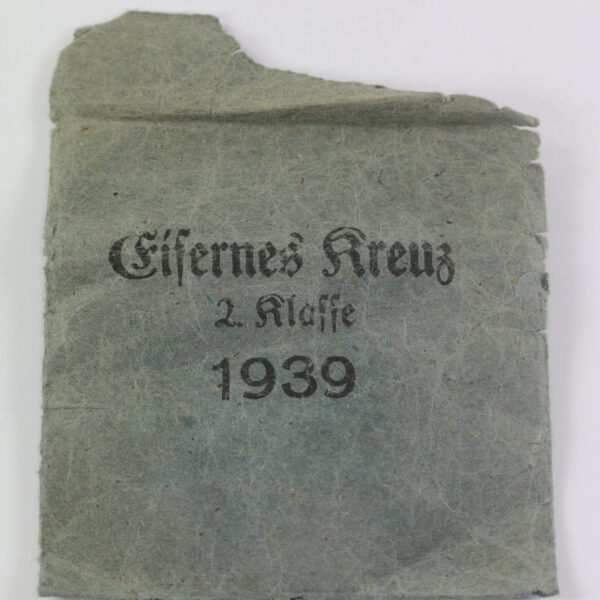 Eisernes Kreuz
2. Klasse
1939